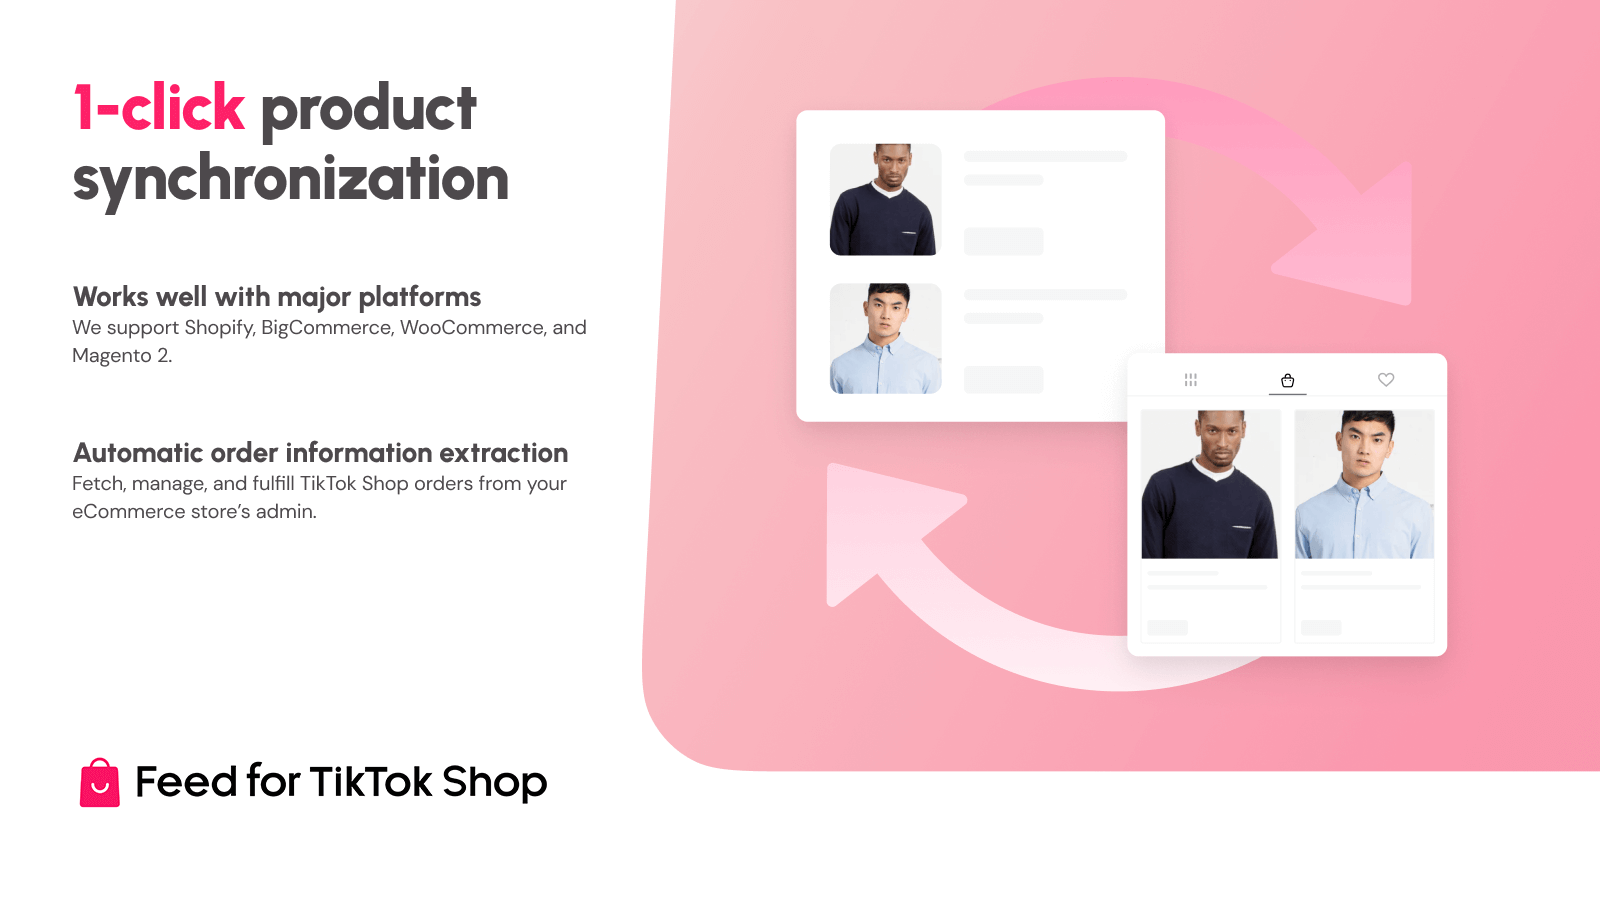 1-click product
synchronization
Works well with major platforms
We support Shopify, BigCommerce, WooCommerce, and
Magento 2.
Automatic order information extraction
Fetch, manage, and fulfill TikTok Shop orders from your
eCommerce store’s admin.
Feed for TikTok Shop